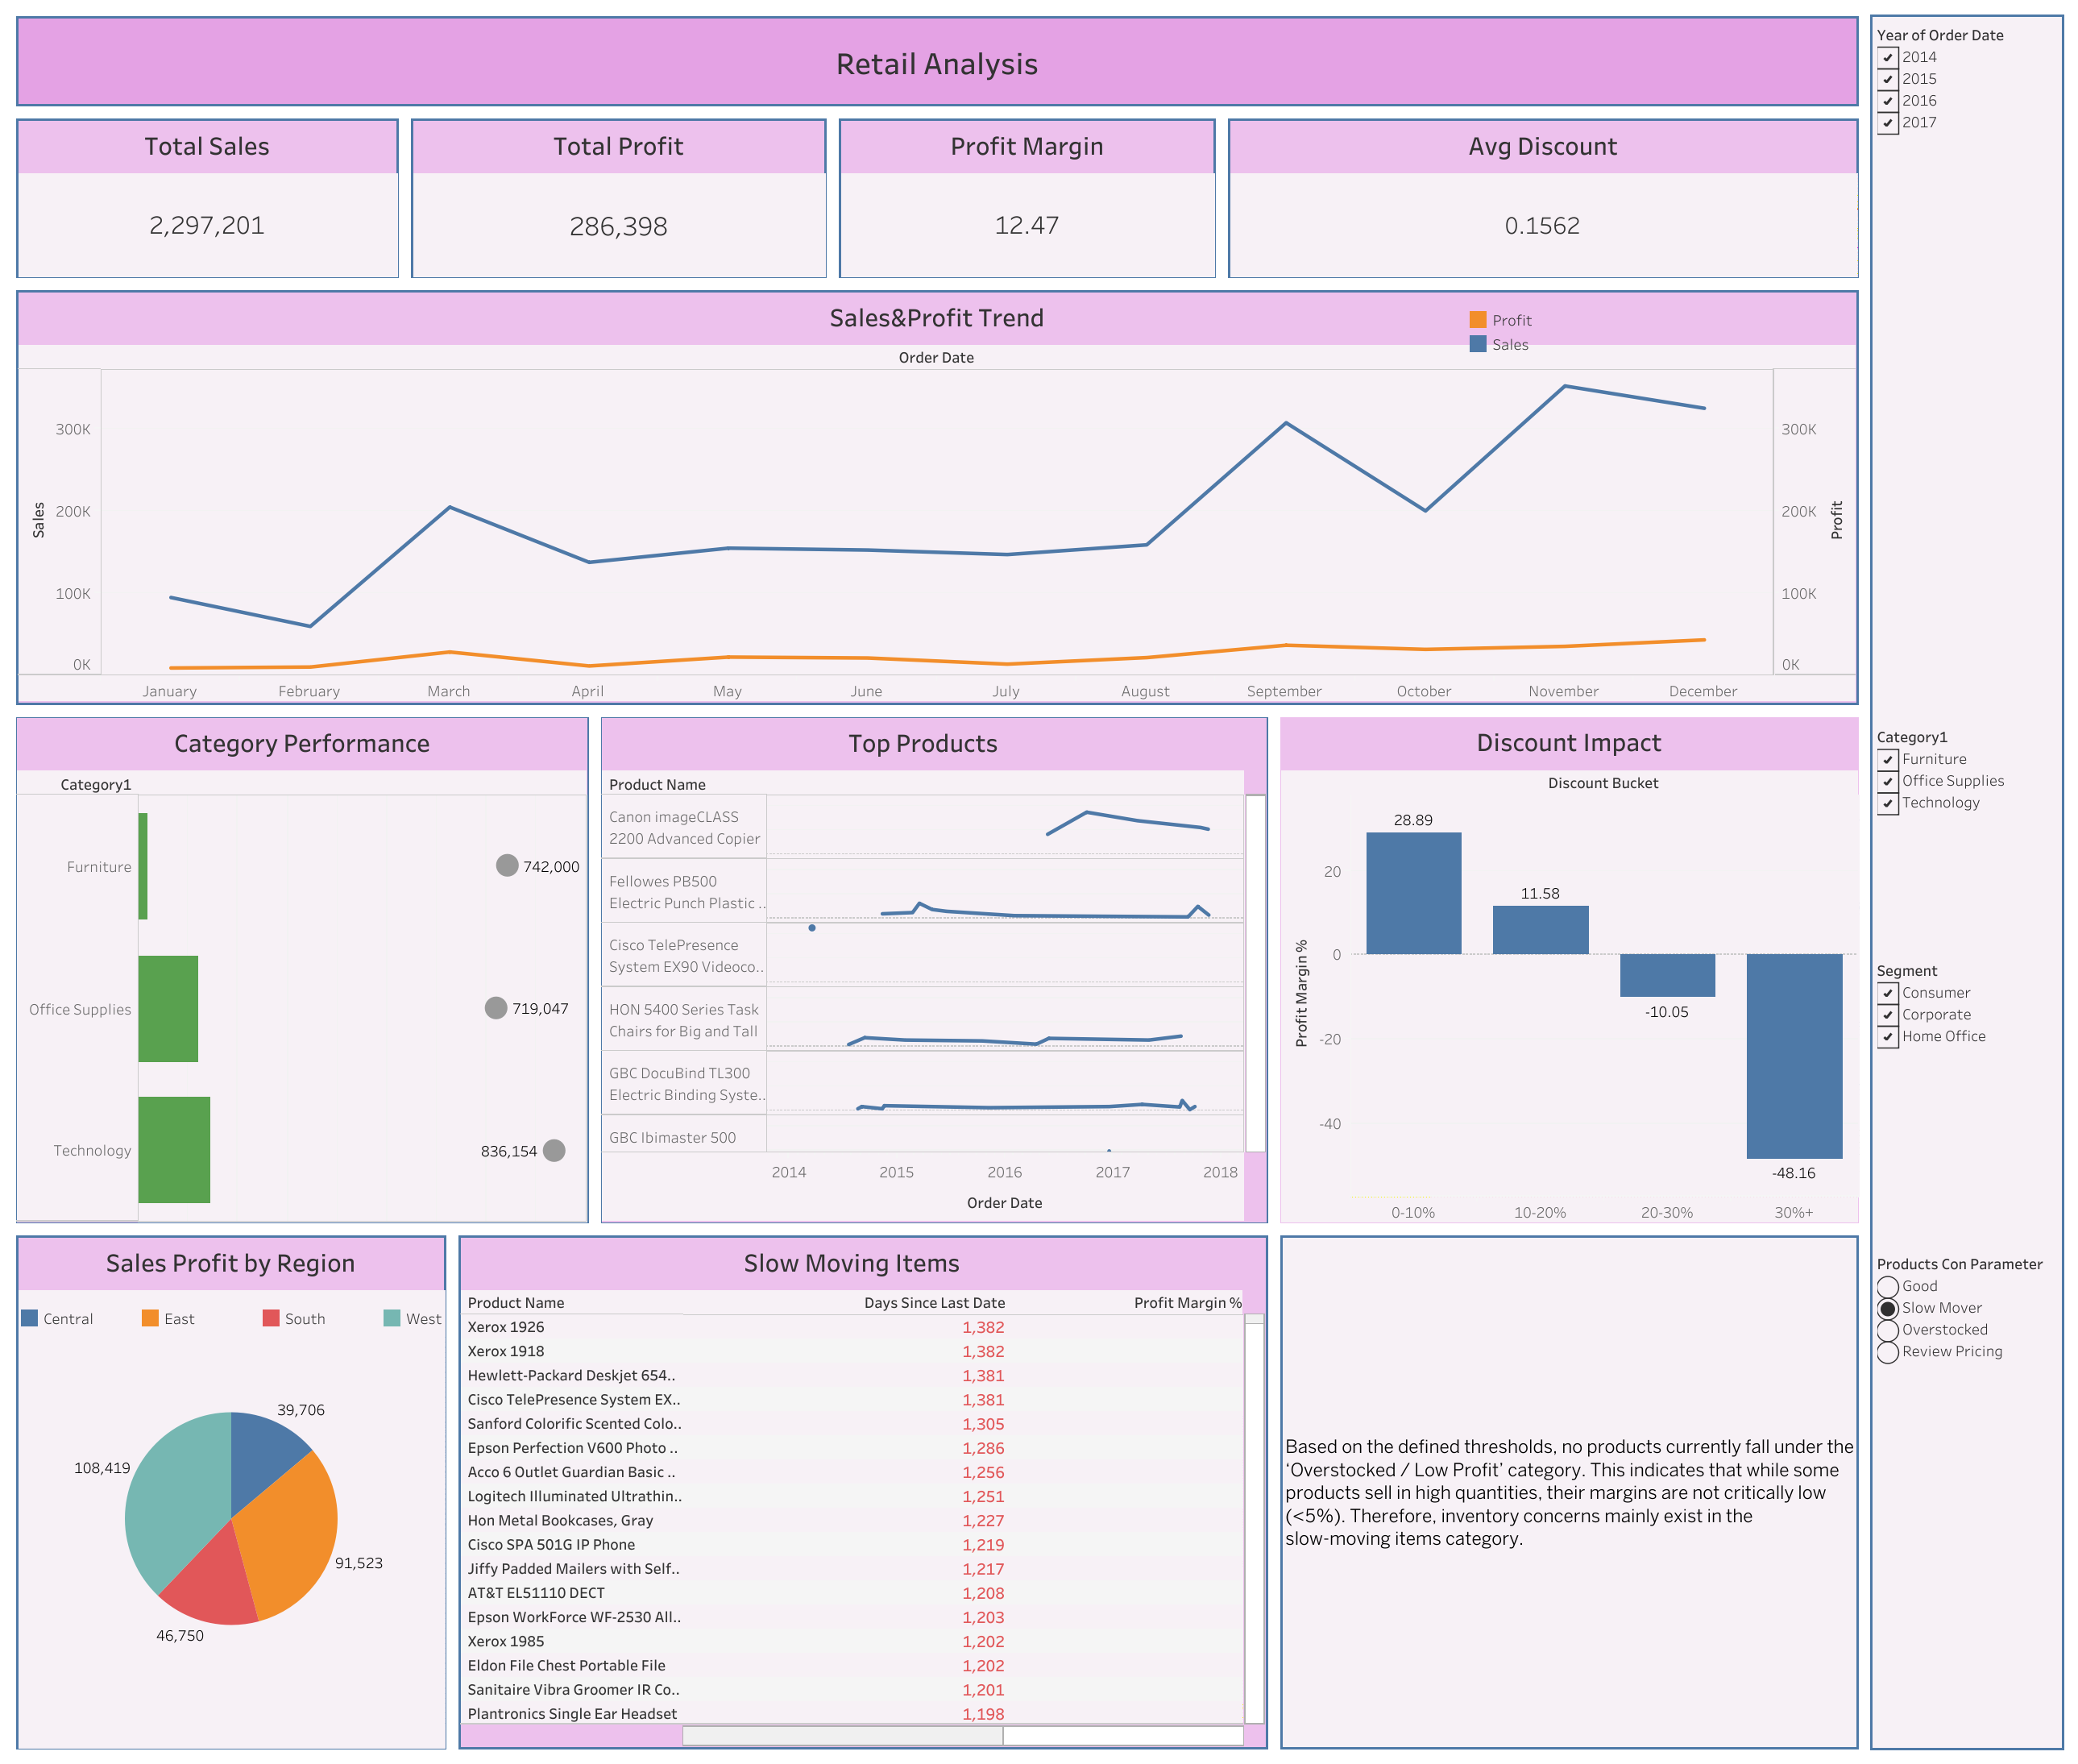 Retail Analysis
Total Sales
2,297,201
Total Profit
286,398
Profit Margin
12.47
Avg Discount
0.1562
Sales&Profit Trend
Profit
Sales
Order Date
Sales
300K
200K
100K
0K
Profit
300K
200K
100K
0K
January February March April May June July August September October November December
Category Performance
Category1
Furniture 742,000
Office Supplies 719,047
Technology 836,154
Top Products
Product Name
Canon imageCLASS
2200 Advanced Copier
Fellowes PB500
Electric Punch Plastic ..
Cisco TelePresence
System EX90 Videoco..
HON 5400 Series Task
Chairs for Big and Tall
GBC DocuBind TL300
Electric Binding Syste..
GBC Ibimaster 500
2014 2015 2016 2017 2018
Order Date
Discount Impact
Discount Bucket
Profit Margin %
20
0
-20
-40
28.89
11.58
-10.05
-48.16
0-10% 10-20% 20-30% 30%+
Sales Profit by Region
Central East South West
39,706
108,419
91,523
46,750
Slow Moving Items
Product Name Days Since Last Date Profit Margin %
Xerox 1926 1,382
Xerox 1918 1,382
Hewlett-Packard Deskjet 654.. 1,381
Cisco TelePresence System EX.. 1,381
Sanford Colorific Scented Colo.. 1,305
Epson Perfection V600 Photo .. 1,286
Acco 6 Outlet Guardian Basic .. 1,256
Logitech Illuminated Ultrathin.. 1,251
Hon Metal Bookcases, Gray 1,227
Cisco SPA 501G IP Phone 1,219
Jiffy Padded Mailers with Self.. 1,217
AT&T EL51110 DECT 1,208
Epson WorkForce WF-2530 All.. 1,203
Xerox 1985 1,202
Eldon File Chest Portable File 1,202
Sanitaire Vibra Groomer IR Co.. 1,201
Plantronics Single Ear Headset 1,198
Based on the defined thresholds, no products currently fall under the
‘Overstocked / Low Profit’ category. This indicates that while some
products sell in high quantities, their margins are not critically low
(<5%). Therefore, inventory concerns mainly exist in the
slow-moving items category.
Year of Order Date
2014
2015
2016
2017
Category1
Furniture
Office Supplies
Technology
Segment
Consumer
Corporate
Home Office
Products Con Parameter
Good
Slow Mover
Overstocked
Review Pricing